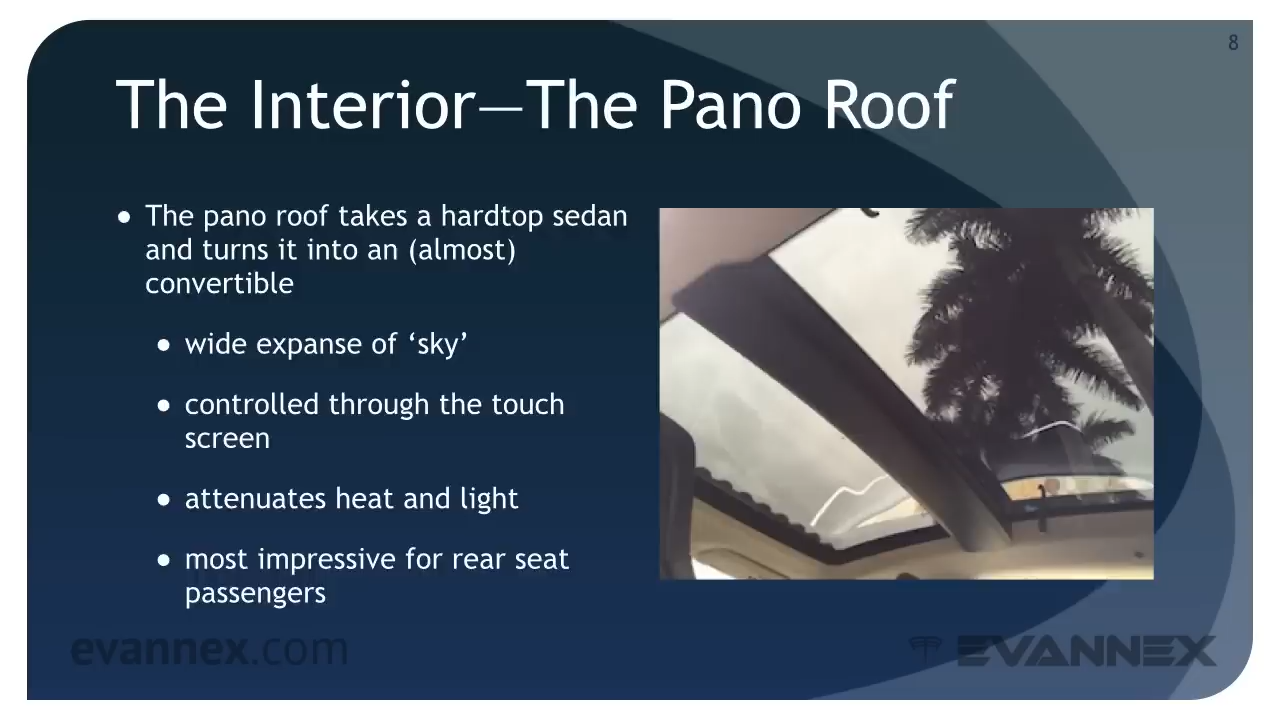 8
The Interior—The Pano Roof
● The pano roof takes a hardtop sedan
and turns it into an (almost)
convertible
● wide expanse of ‘sky’
● controlled through the touch
screen
● attenuates heat and light
● most impressive for rear seat
passengers
evannex.com
EVANNEX